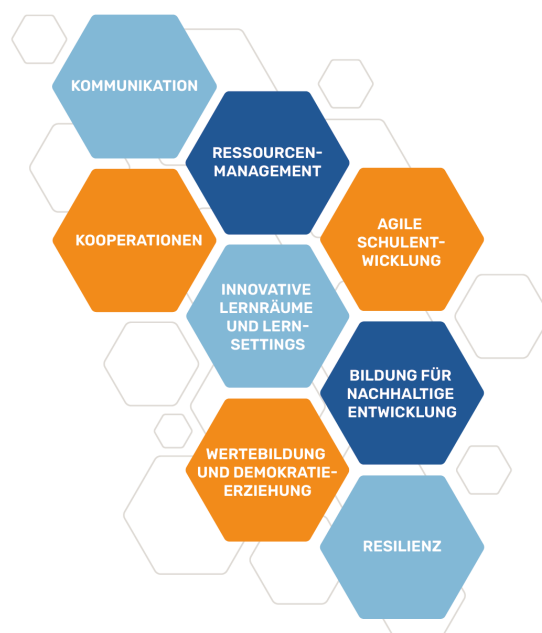 KOMMUNIKATION
RESSOURCEN-
MANAGEMENT
KOOPERATIONEN
AGILE
SCHULENT-
WICKLUNG
INNOVATIVE
LERNRÄUME
UND LERN-
SETTINGS
BILDUNG FÜR
NACHHALTIGE
ENTWICKLUNG
WERTEBILDUNG
UND DEMOKRATIE-
ERZIEHUNG
RESILIENZ